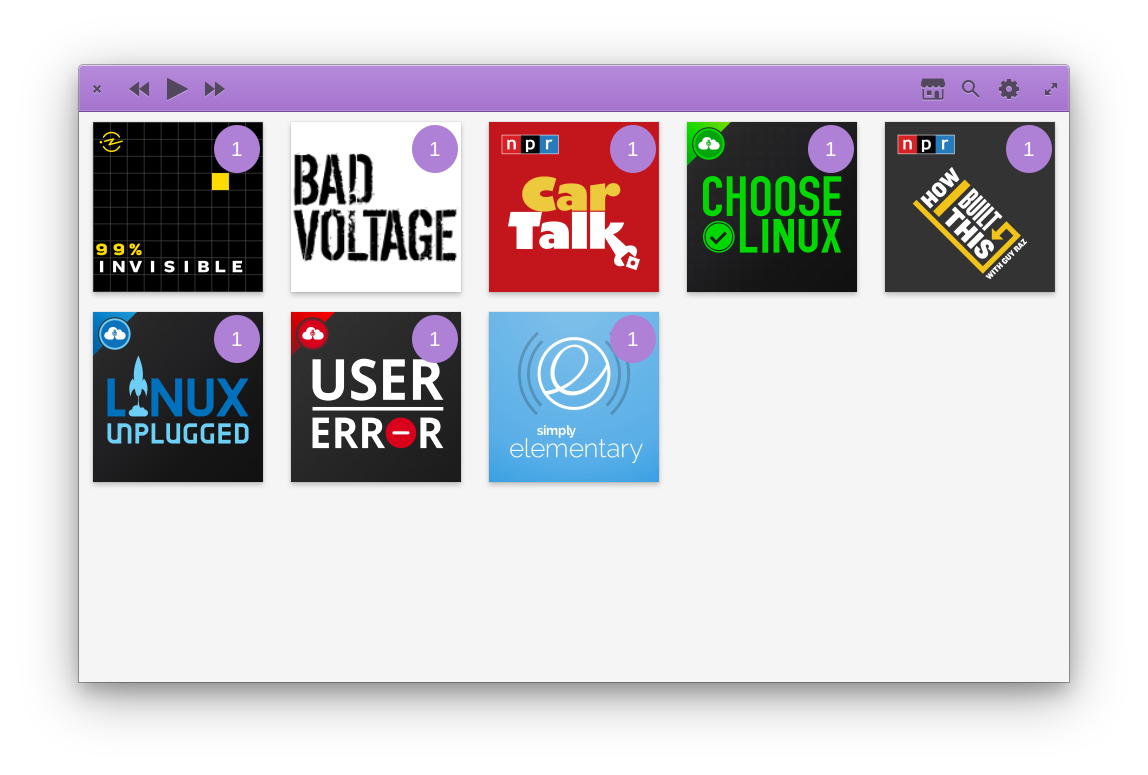 1
99%
INVISIBLE
1
BAD
VOLTAGE
1
npr
Car
Talk
1
CHOOSE
LINUX
1
npr
HOW
I
BUILT
THIS
WITH GUY RAZ
1
LINUX
UNPLUGGED
1
USER
ERROR
1
simply
elementary